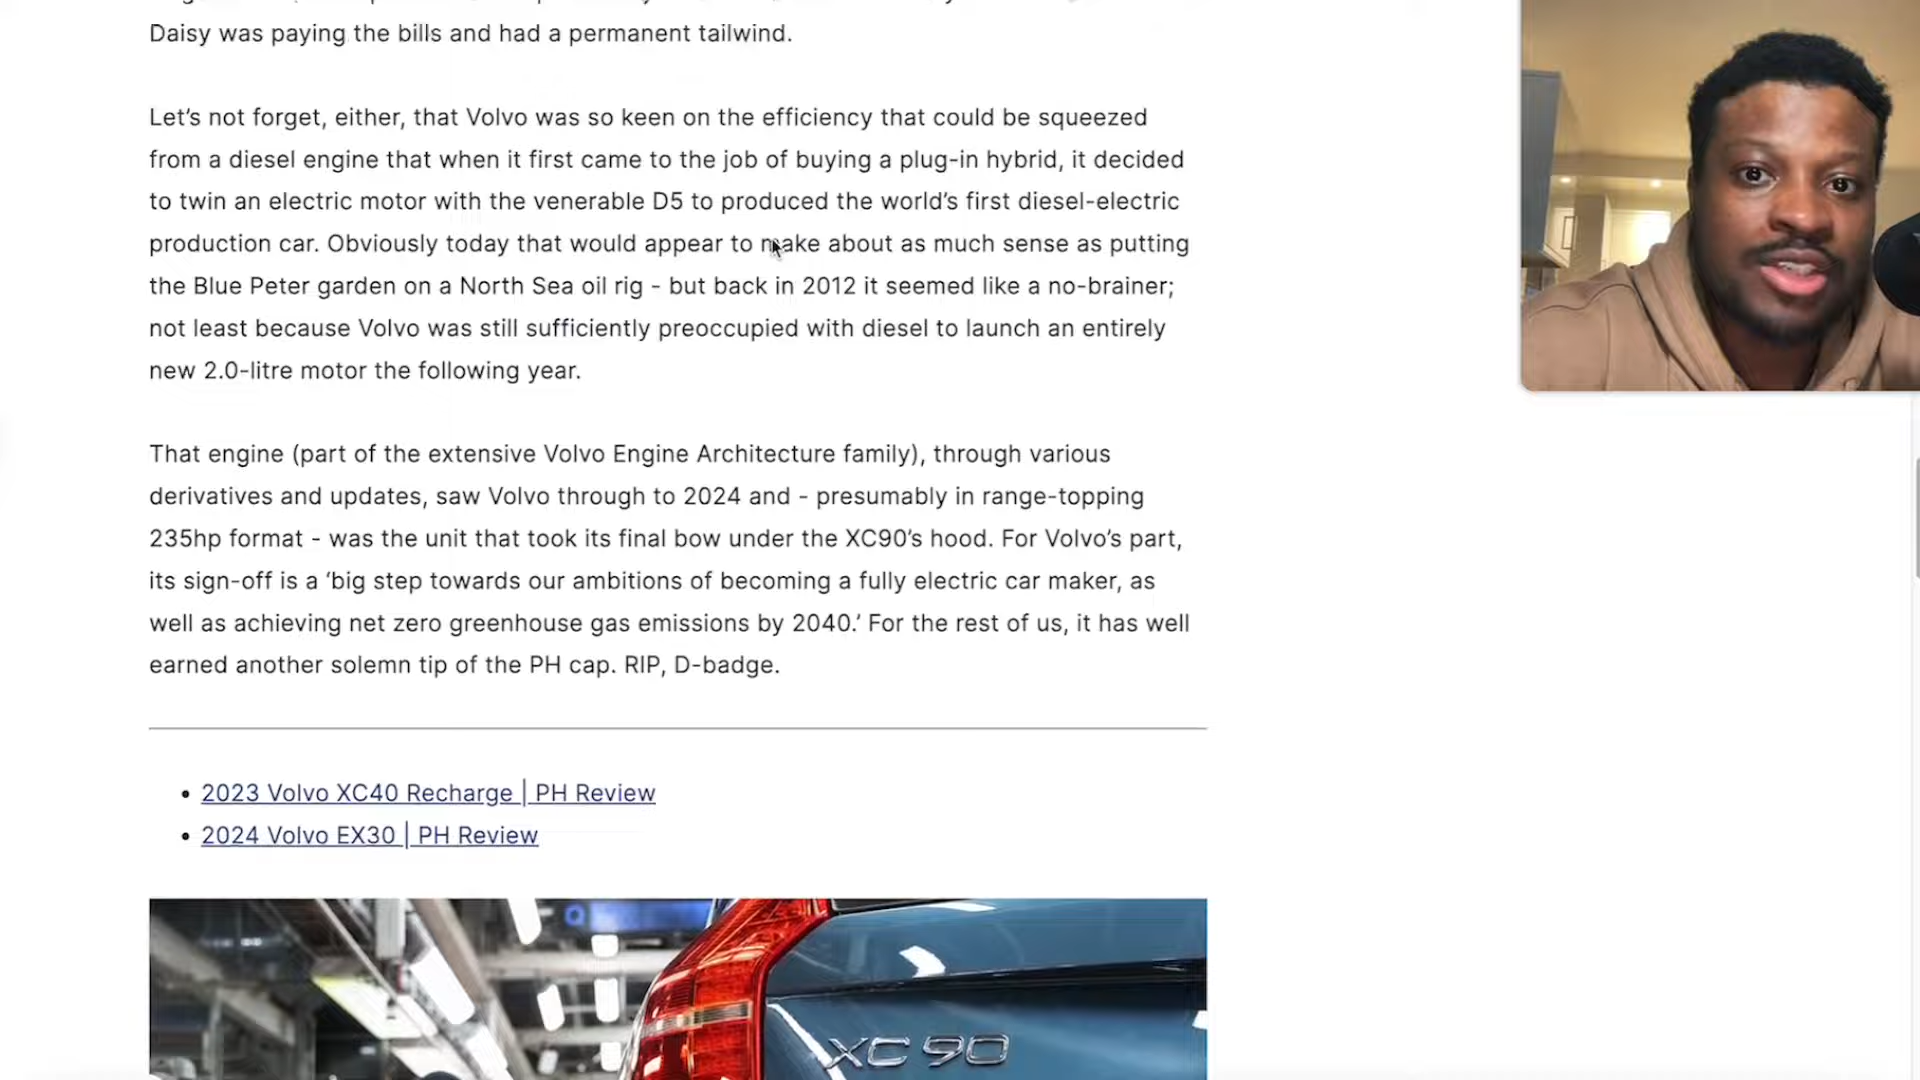 Daisy was paying the bills and had a permanent tailwind.
Let’s not forget, either, that Volvo was so keen on the efficiency that could be squeezed
from a diesel engine that when it first came to the job of buying a plug-in hybrid, it decided
to twin an electric motor with the venerable D5 to produced the world’s first diesel-electric
production car. Obviously today that would appear to make about as much sense as putting
the Blue Peter garden on a North Sea oil rig - but back in 2012 it seemed like a no-brainer;
not least because Volvo was still sufficiently preoccupied with diesel to launch an entirely
new 2.0-litre motor the following year.
That engine (part of the extensive Volvo Engine Architecture family), through various
derivatives and updates, saw Volvo through to 2024 and - presumably in range-topping
235hp format - was the unit that took its final bow under the XC90’s hood. For Volvo’s part,
its sign-off is a ‘big step towards our ambitions of becoming a fully electric car maker, as
well as achieving net zero greenhouse gas emissions by 2040.’ For the rest of us, it has well
earned another solemn tip of the PH cap. RIP, D-badge.
2023 Volvo XC40 Recharge | PH Review
2024 Volvo EX30 | PH Review
XC90